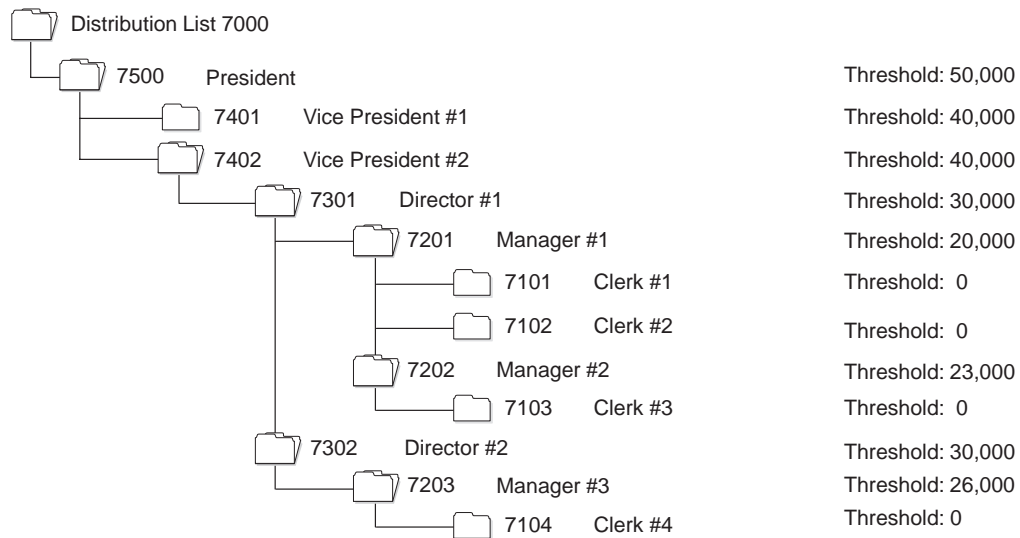 Distribution List 7000
7500 President Threshold: 50,000
7401 Vice President #1 Threshold: 40,000
7402 Vice President #2 Threshold: 40,000
7301 Director #1 Threshold: 30,000
7201 Manager #1 Threshold: 20,000
7101 Clerk #1 Threshold: 0
7102 Clerk #2 Threshold: 0
7202 Manager #2 Threshold: 23,000
7103 Clerk #3 Threshold: 0
7302 Director #2 Threshold: 30,000
7203 Manager #3 Threshold: 26,000
7104 Clerk #4 Threshold: 0